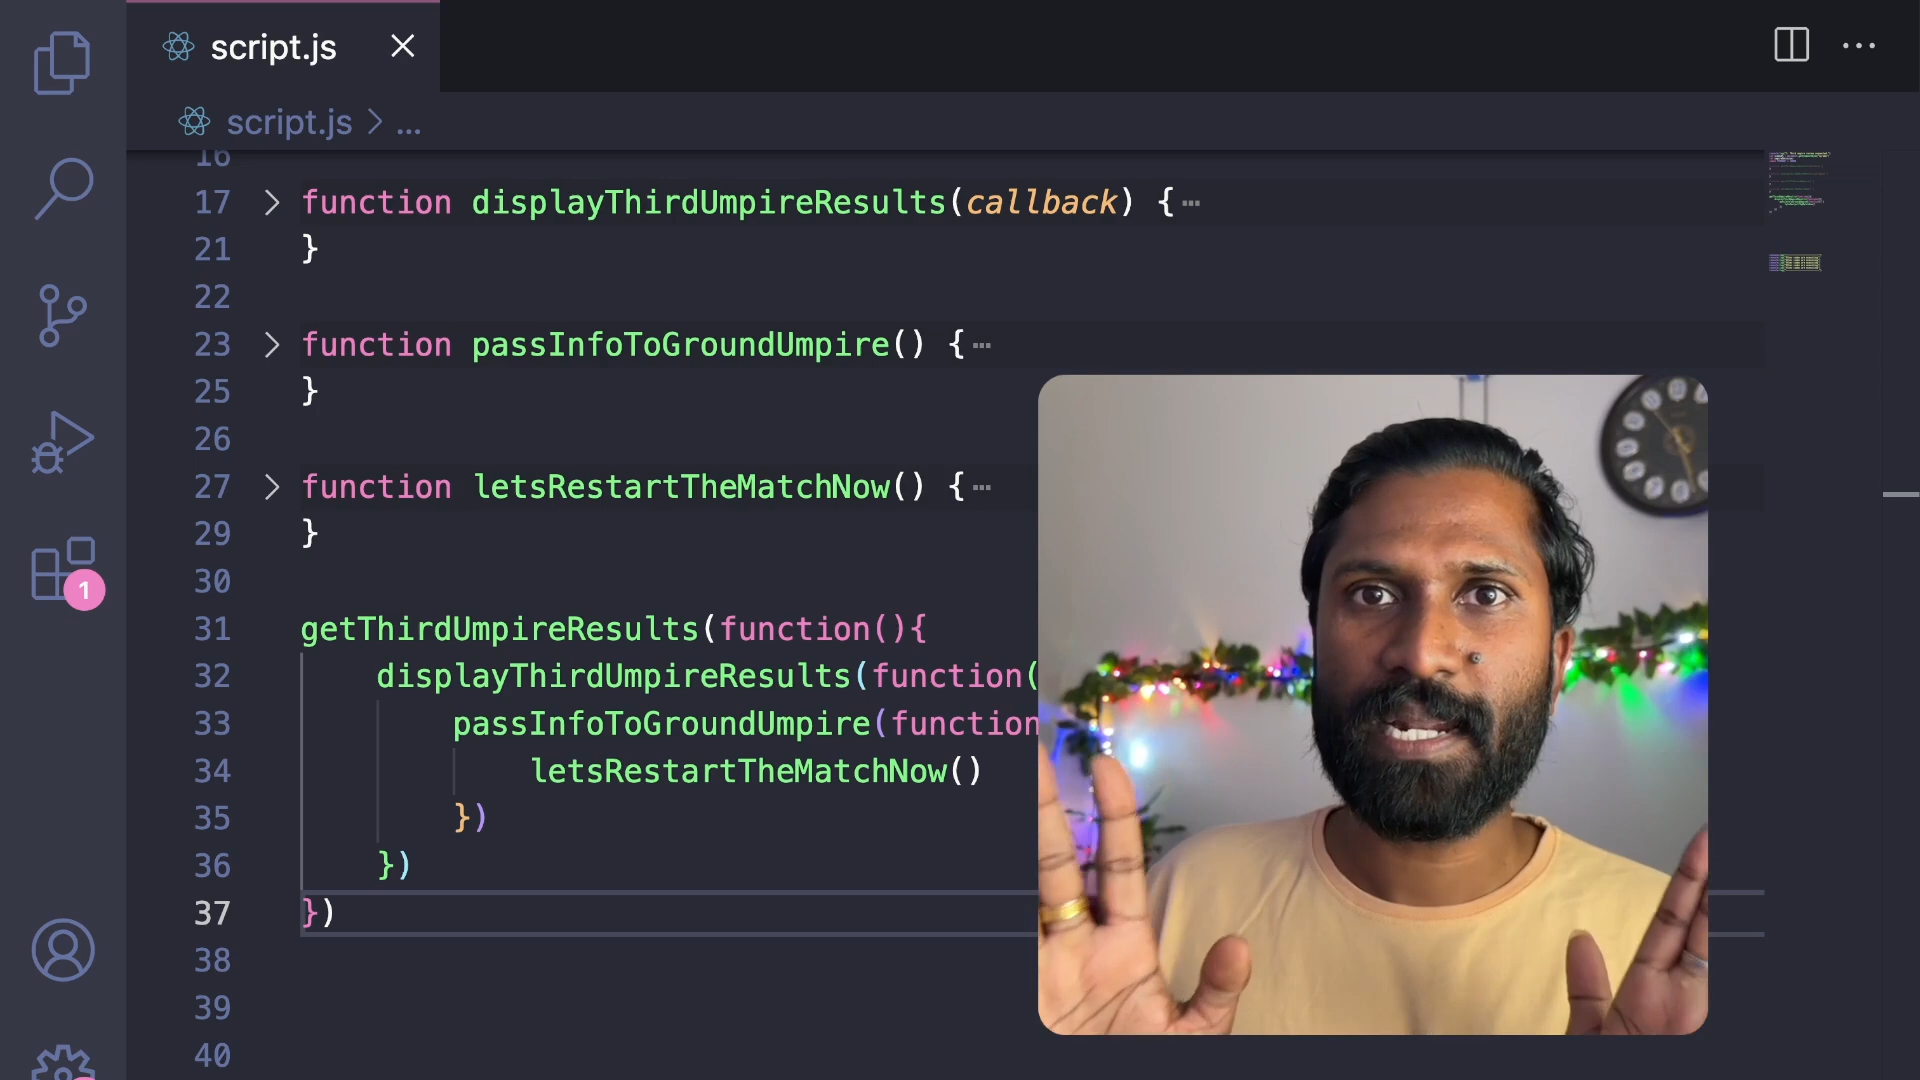 script.js
script.js > ...
16
17 > function displayThirdUmpireResults(callback) {···
21 }
22
23 > function passInfoToGroundUmpire() {···
25 }
26
27 > function letsRestartTheMatchNow() {···
29 }
30
31 getThirdUmpireResults(function(){
32 displayThirdUmpireResults(function(
33 passInfoToGroundUmpire(function
34 letsRestartTheMatchNow()
35 })
36 })
37 })
38
39
40
1